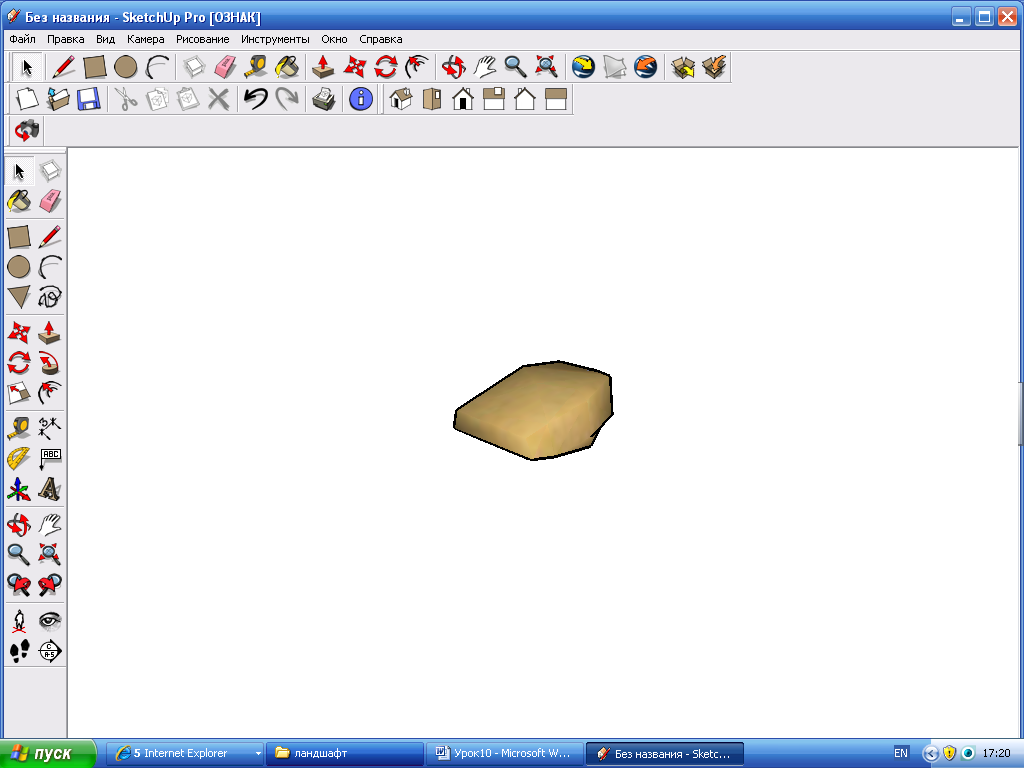 Без названия - SketchUp Pro [ОЗНАК]
Файл Правка Вид Камера Рисование Инструменты Окно Справка
ABC
пуск 5 Internet Explorer ландшафт Урок10 - Microsoft W... Без названия - Sketc... EN 17:20